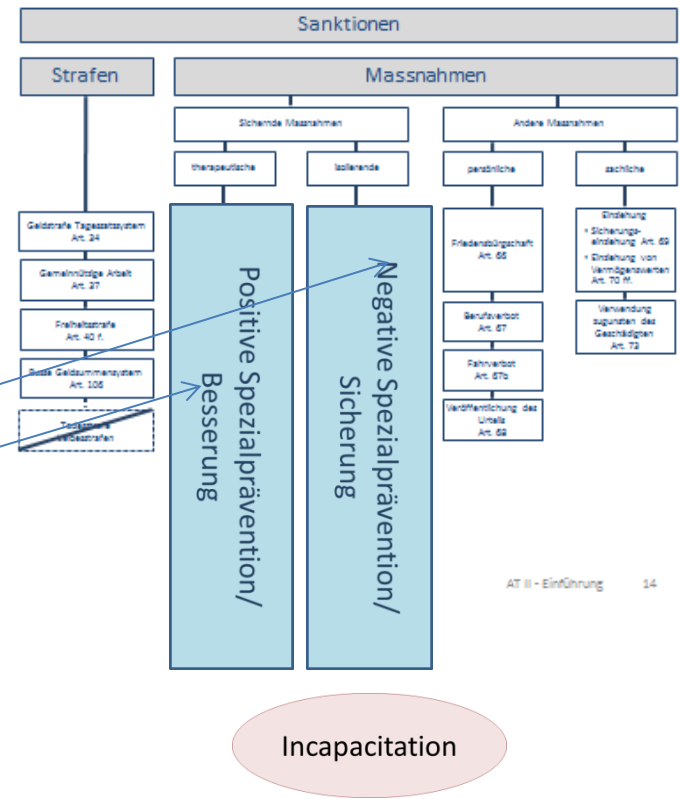 Sanktionen
Strafen
Massnahmen
Sichernde Massnahmen
Andere Massnahmen
therapeutische
isolierende
persönliche
sachliche
Geldstrafe Tagessatzsystem
Art. 34
Gemeinnützige Arbeit
Art. 37
Freiheitsstrafe
Art. 40 f.
Busse Geldsummensystem
Art. 106
Todesstrafe
Leibesstrafen
Positive Spezialprävention/
Besserung
Negative Spezialprävention/
Sicherung
Friedensbürgschaft
Art. 66
Berufsverbot
Art. 67
Fahrverbot
Art. 67b
Veröffentlichung des
Urteils
Art. 68
Einziehung
• Sicherungs-
einziehung Art. 69
• Einziehung von
Vermögenswerten
Art. 70 ff.
Verwendung
zugunsten des
Geschädigten
Art. 73
AT II - Einführung 14
Incapacitation